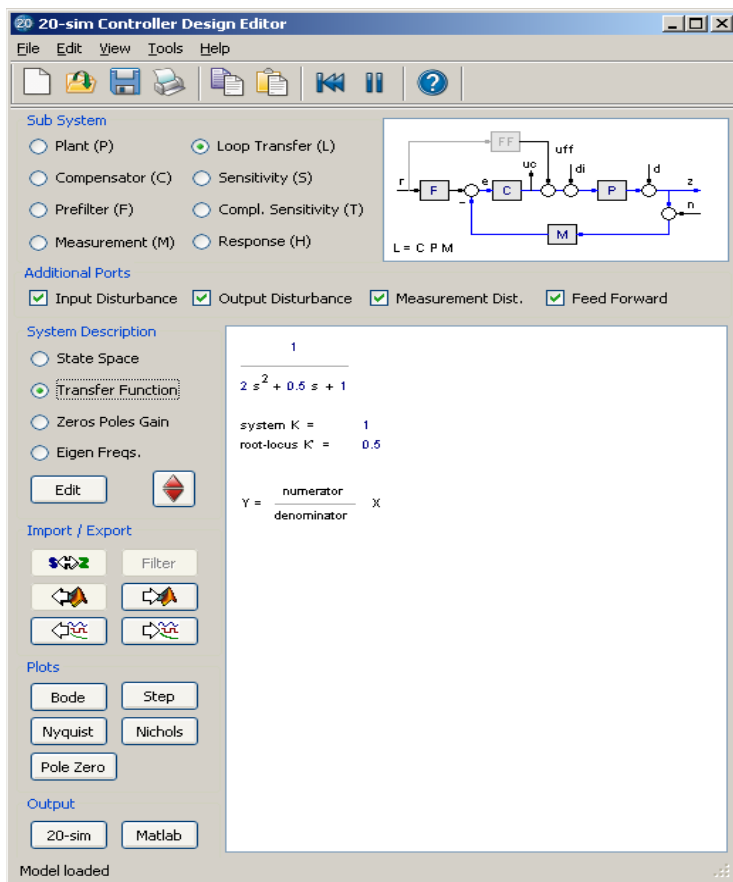 20 20-sim Controller Design Editor
File Edit View Tools Help
Sub System
Plant (P)
Loop Transfer (L)
Compensator (C)
Sensitivity (S)
Prefilter (F)
Compl. Sensitivity (T)
Measurement (M)
Response (H)
FF
uff
uc
di
d
r
F
e
C
P
z
–
n
M
L = C P M
Additional Ports
Input Disturbance
Output Disturbance
Measurement Dist.
Feed Forward
System Description
State Space
Transfer Function
Zeros Poles Gain
Eigen Freqs.
Edit
1
2 s² + 0.5 s + 1
system K = 1
root-locus K' = 0.5
numerator
Y = X
denominator
Import / Export
S Z
Filter
Plots
Bode
Step
Nyquist
Nichols
Pole Zero
Output
20-sim
Matlab
Model loaded